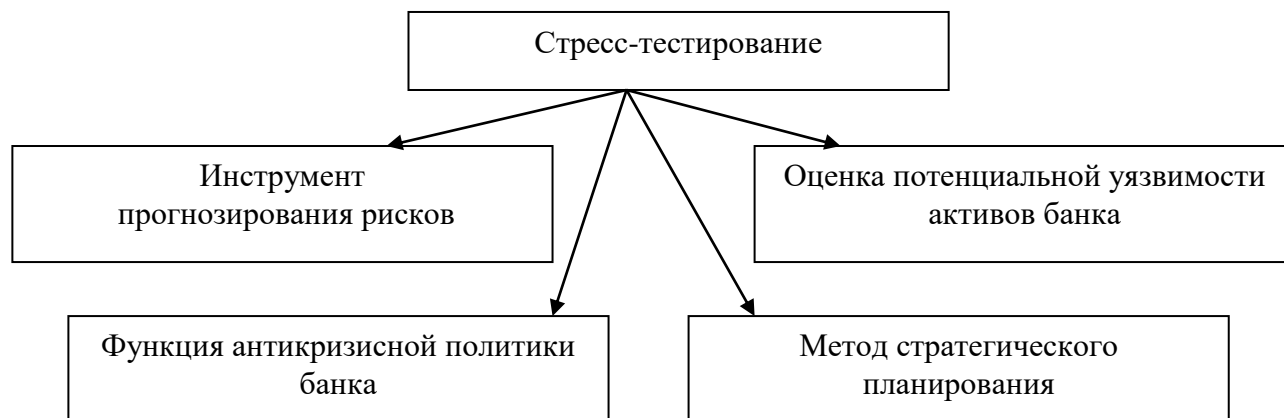 Стресс-тестирование
Инструмент
прогнозирования рисков
Оценка потенциальной уязвимости
активов банка
Функция антикризисной политики
банка
Метод стратегического
планирования